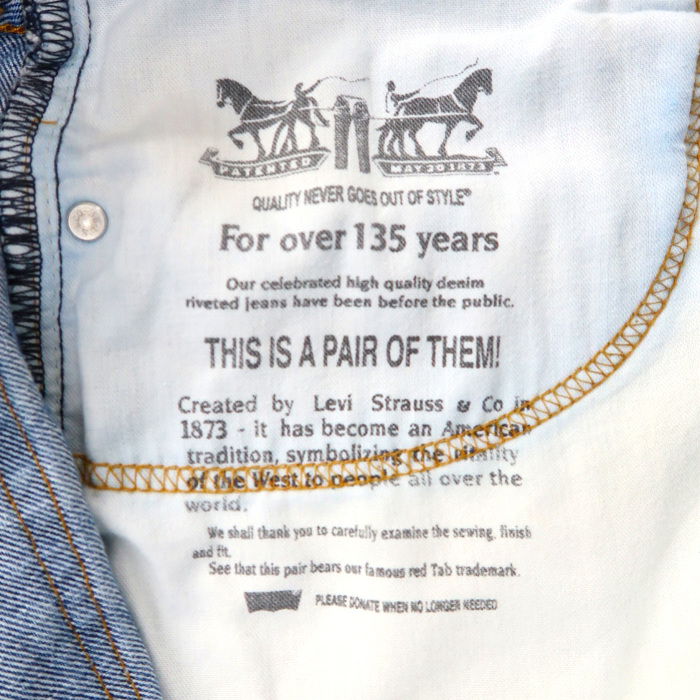 PATENTED MAY 20 1873
QUALITY NEVER GOES OUT OF STYLE®
For over 135 years
Our celebrated high quality denim
riveted jeans have been before the public.
THIS IS A PAIR OF THEM!
Created by Levi Strauss & Co in
1873 - it has become an American
tradition, symbolizing the vitality
of the West to people all over the
world.
We shall thank you to carefully examine the sewing, finish
and fit.
See that this pair bears our famous red Tab trademark.
PLEASE DONATE WHEN NO LONGER NEEDED